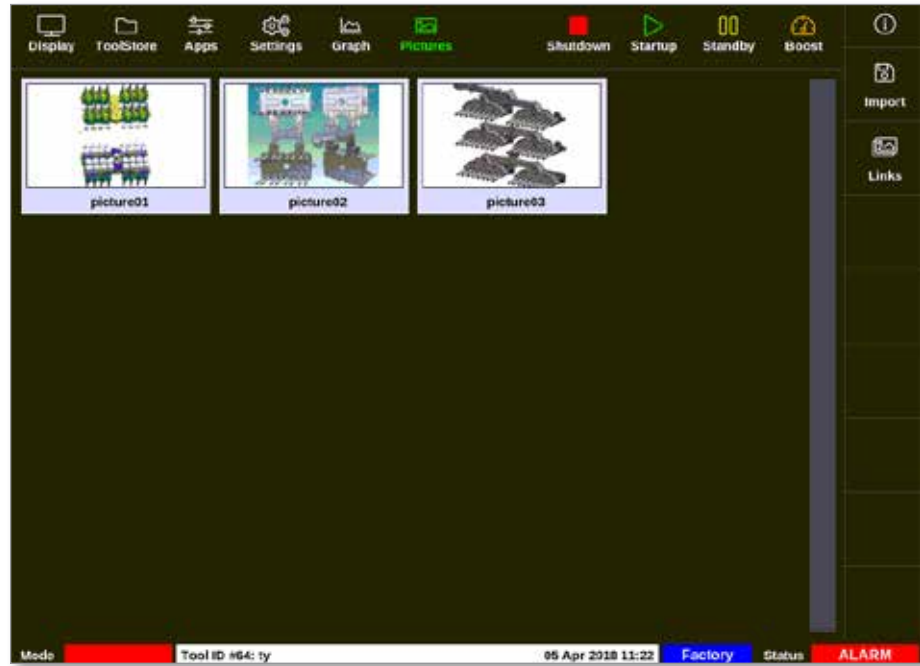 Display ToolStore Apps Settings Graph Pictures Shutdown Startup Standby Boost
Import
Links
picture01 picture02 picture03
Mode Tool ID #64: ty 05 Apr 2018 11:22 Factory Status ALARM